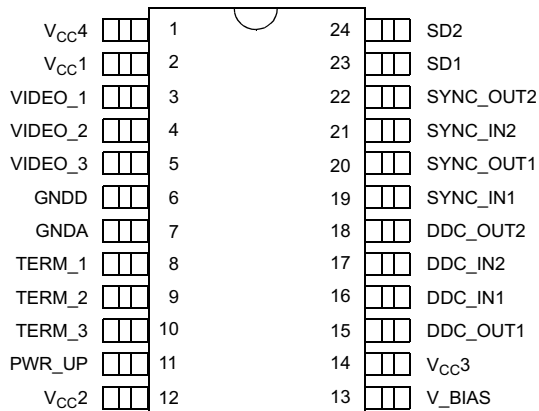 VCC4 1 24 SD2
VCC1 2 23 SD1
VIDEO_1 3 22 SYNC_OUT2
VIDEO_2 4 21 SYNC_IN2
VIDEO_3 5 20 SYNC_OUT1
GNDD 6 19 SYNC_IN1
GNDA 7 18 DDC_OUT2
TERM_1 8 17 DDC_IN2
TERM_2 9 16 DDC_IN1
TERM_3 10 15 DDC_OUT1
PWR_UP 11 14 VCC3
VCC2 12 13 V_BIAS